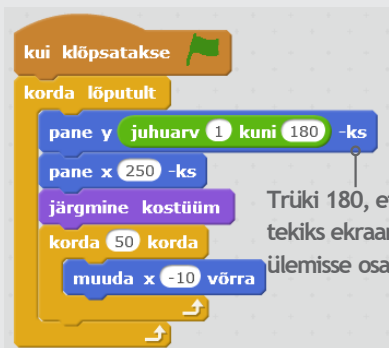 kui klõpsatakse
korda lõputult
pane y juhuarv 1 kuni 180 -ks
pane x 250 -ks
järgmine kostüüm
korda 50 korda
muuda x -10 võrra
Trüki 180, e
tekiks ekraa
ülemisse osa